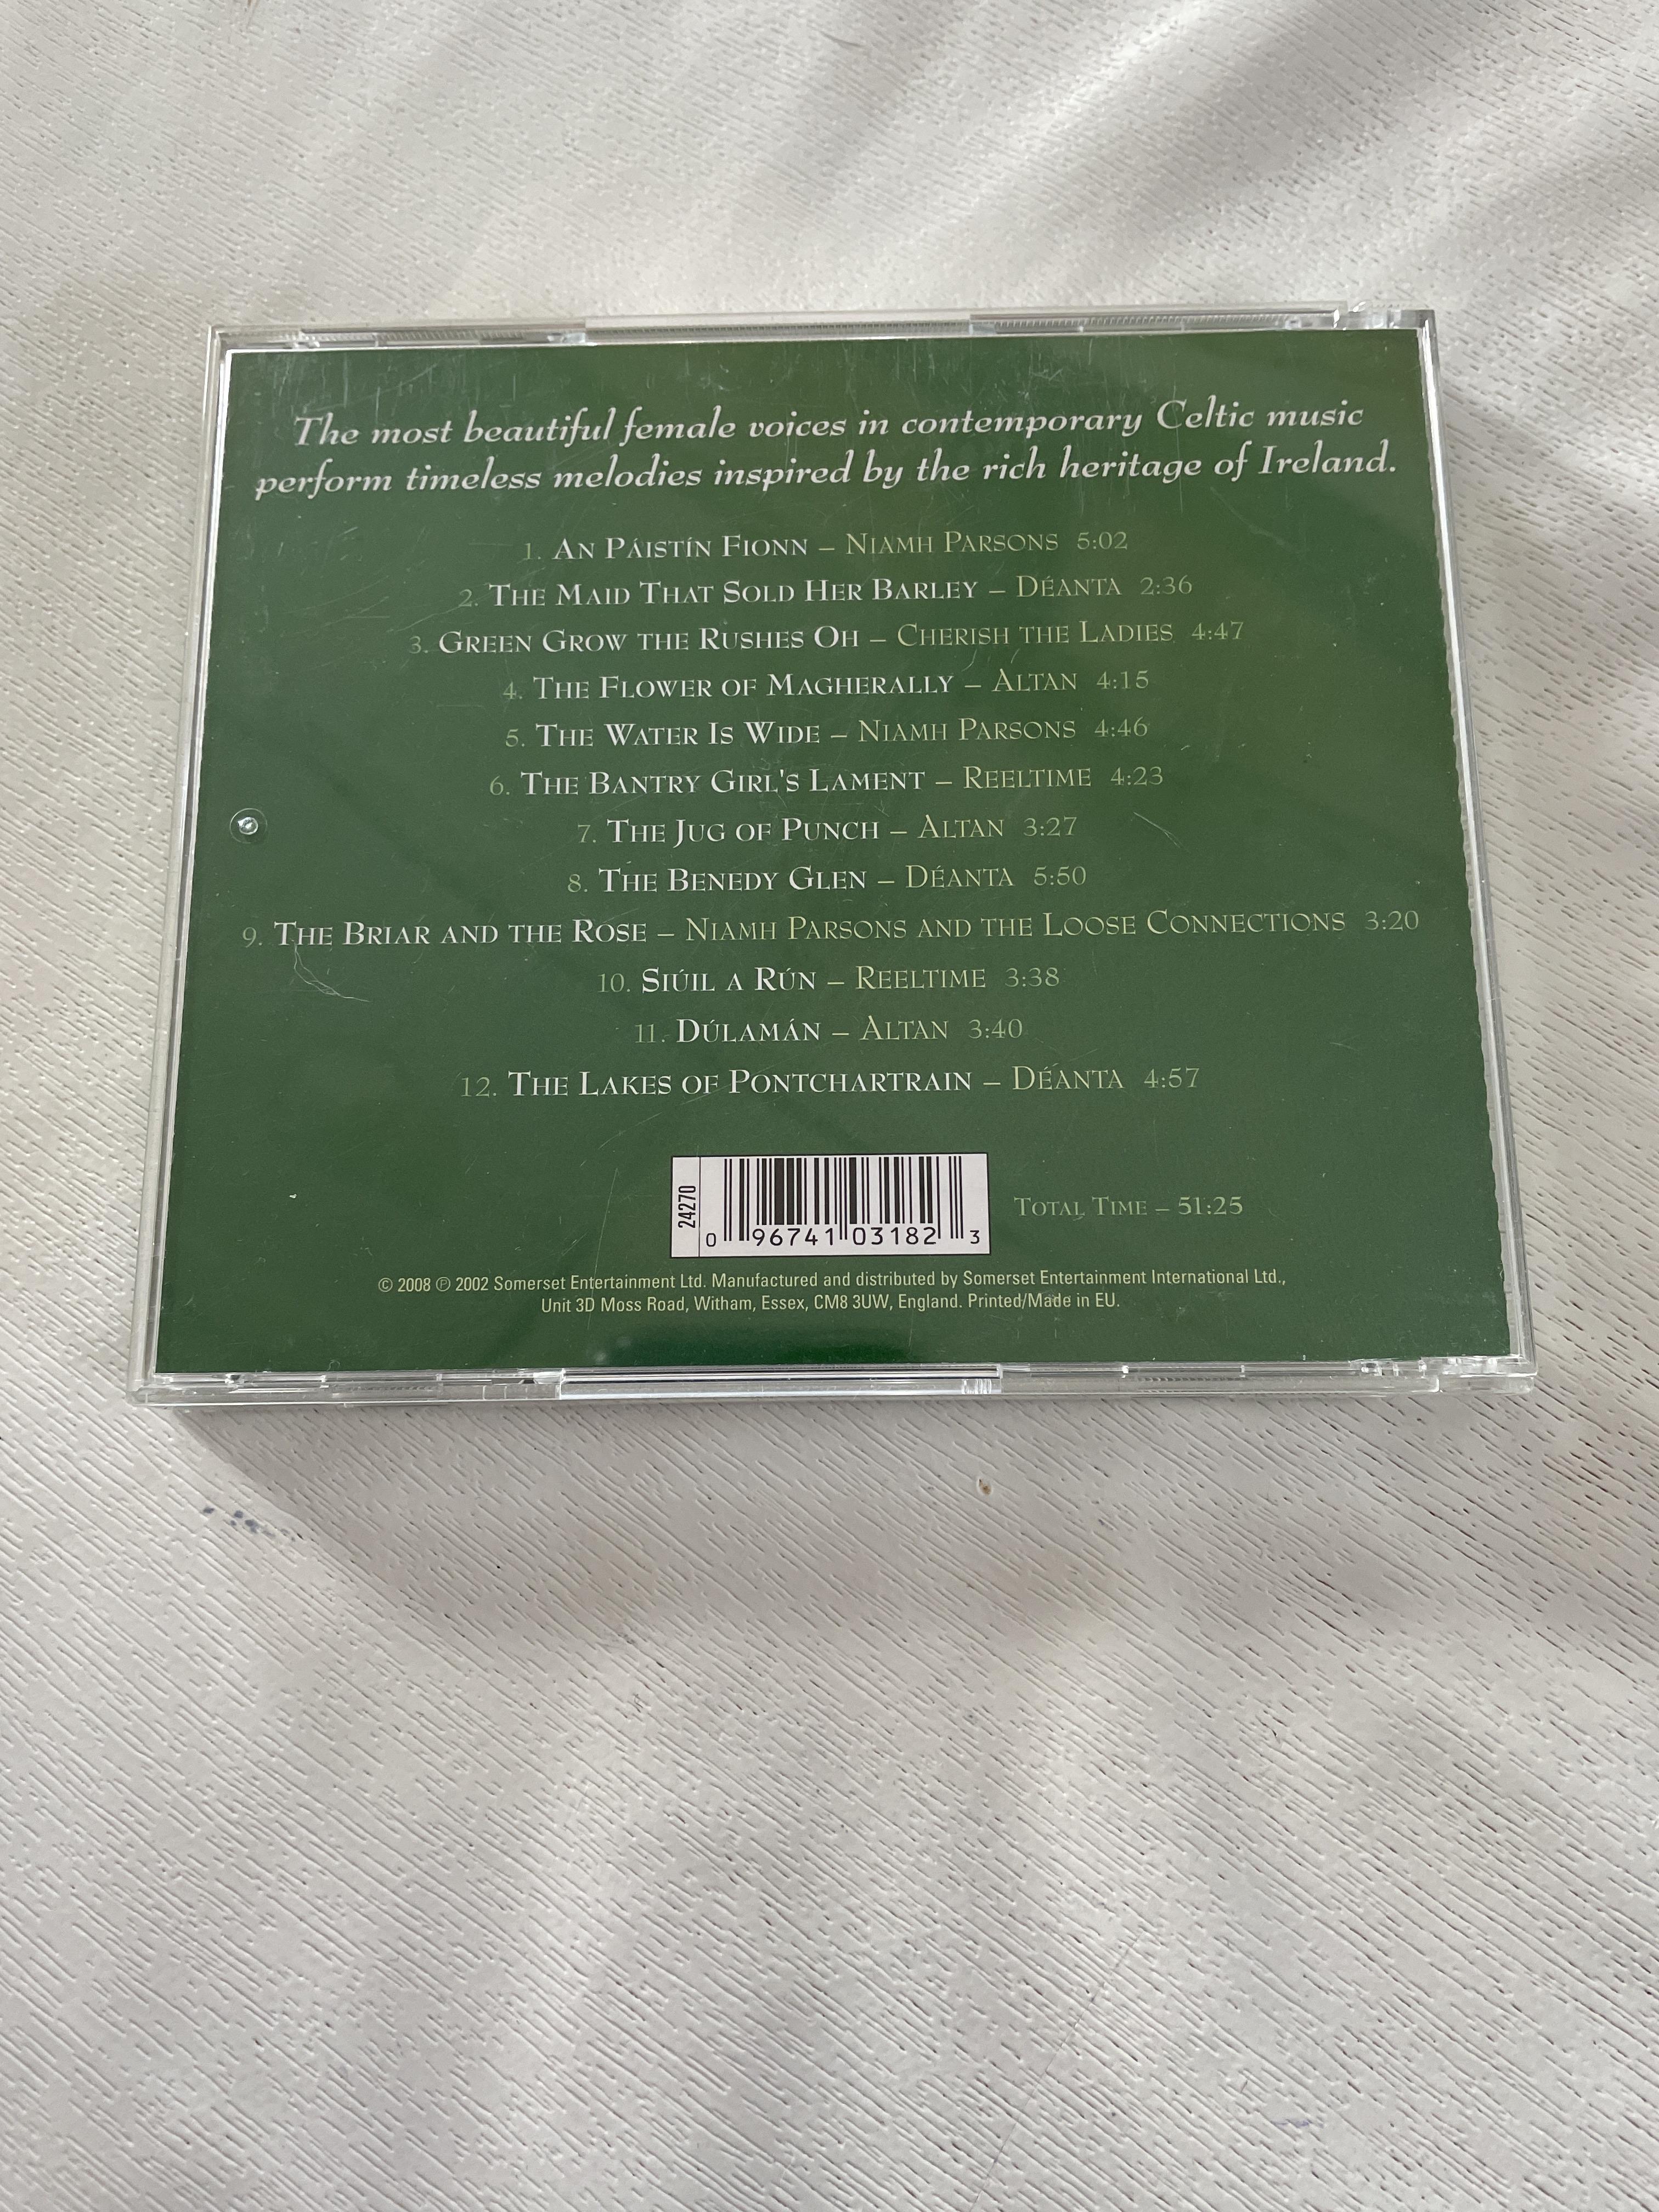 The most beautiful female voices in contemporary Celtic music
perform timeless melodies inspired by the rich heritage of Ireland.
1. An Páistín Fionn – Niamh Parsons 5:02
2. The Maid That Sold Her Barley – Déanta 2:36
3. Green Grow the Rushes Oh – Cherish the Ladies 4:47
4. The Flower of Magherally – Altan 4:15
5. The Water Is Wide – Niamh Parsons 4:46
6. The Bantry Girl's Lament – Reeltime 4:23
7. The Jug of Punch – Altan 3:27
8. The Benedy Glen – Déanta 5:50
9. The Briar and the Rose – Niamh Parsons and the Loose Connections 3:20
10. Siúil a Rún – Reeltime 3:38
11. Dúlamán – Altan 3:40
12. The Lakes of Pontchartrain – Déanta 4:57
24270
0 96741 03182 3
Total Time – 51:25
© 2008 ℗ 2002 Somerset Entertainment Ltd. Manufactured and distributed by Somerset Entertainment International Ltd.,
Unit 3D Moss Road, Witham, Essex, CM8 3UW, England. Printed/Made in EU.